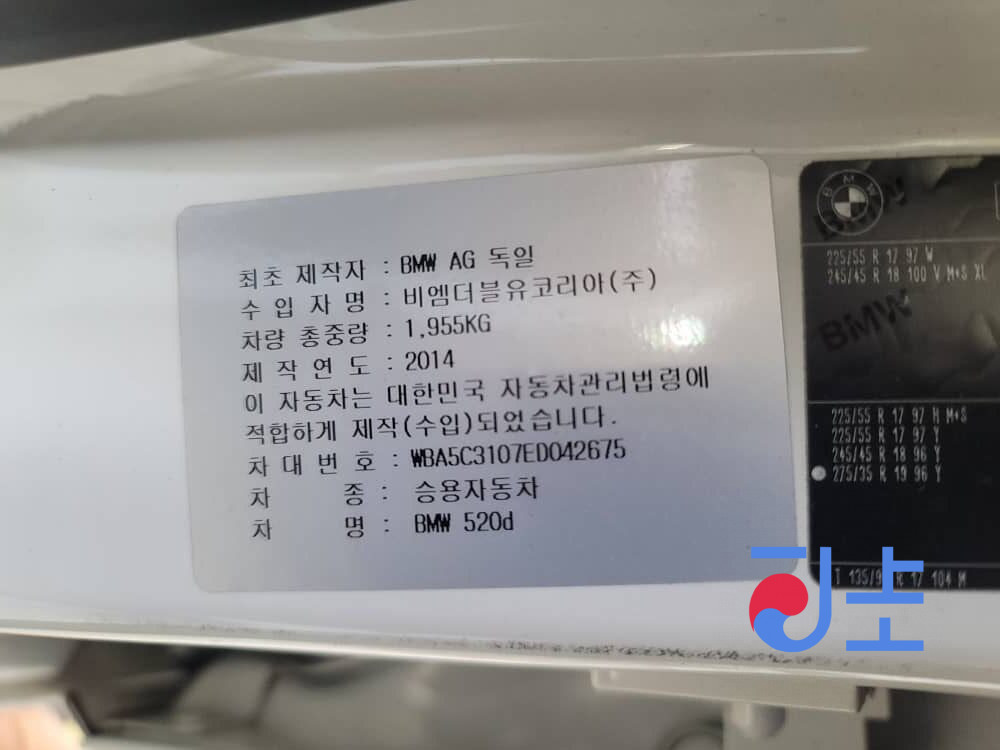 최초 제작자 : BMW AG 독일
수 입 자 명 : 비엠더블유코리아(주)
차량 총중량 : 1,955KG
제 작 연 도 : 2014
이 자동차는 대한민국 자동차관리법령에
적합하게 제작(수입)되었습니다.
차 대 번 호 : WBA5C3107ED042675
차 종 : 승용자동차
차 명 : BMW 520d
BMW
BMW
225/55 R 17 97 W
245/45 R 18 100 V M+S XL
BMW
225/55 R 17 97 H M+S
225/55 R 17 97 Y
245/45 R 18 96 Y
275/35 R 19 96 Y
R 17 104 M